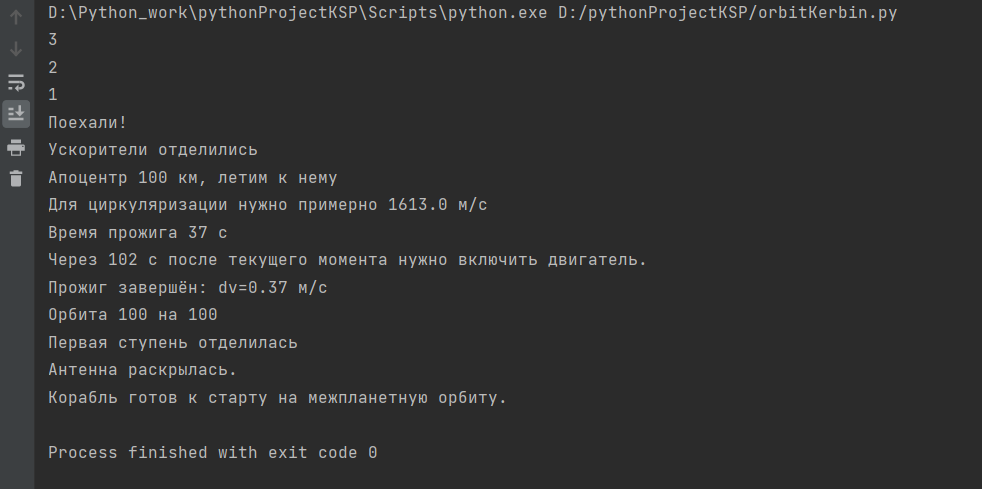 D:\Python_work\pythonProjectKSP\Scripts\python.exe D:/pythonProjectKSP/orbitKerbin.py
3
2
1
Поехали!
Ускорители отделились
Апоцентр 100 км, летим к нему
Для циркуляризации нужно примерно 1613.0 м/с
Время прожига 37 с
Через 102 с после текущего момента нужно включить двигатель.
Прожиг завершён: dv=0.37 м/с
Орбита 100 на 100
Первая ступень отделилась
Антенна раскрылась.
Корабль готов к старту на межпланетную орбиту.
Process finished with exit code 0